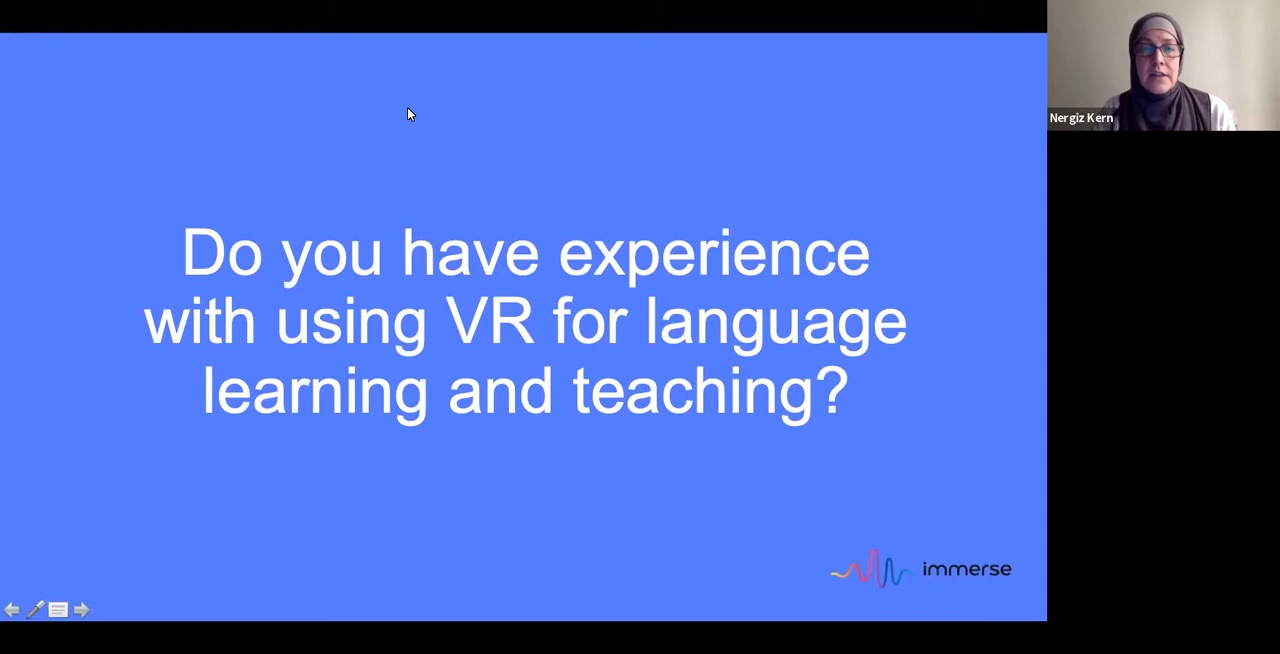 Do you have experience
with using VR for language
learning and teaching?
immerse
Nergiz Kern